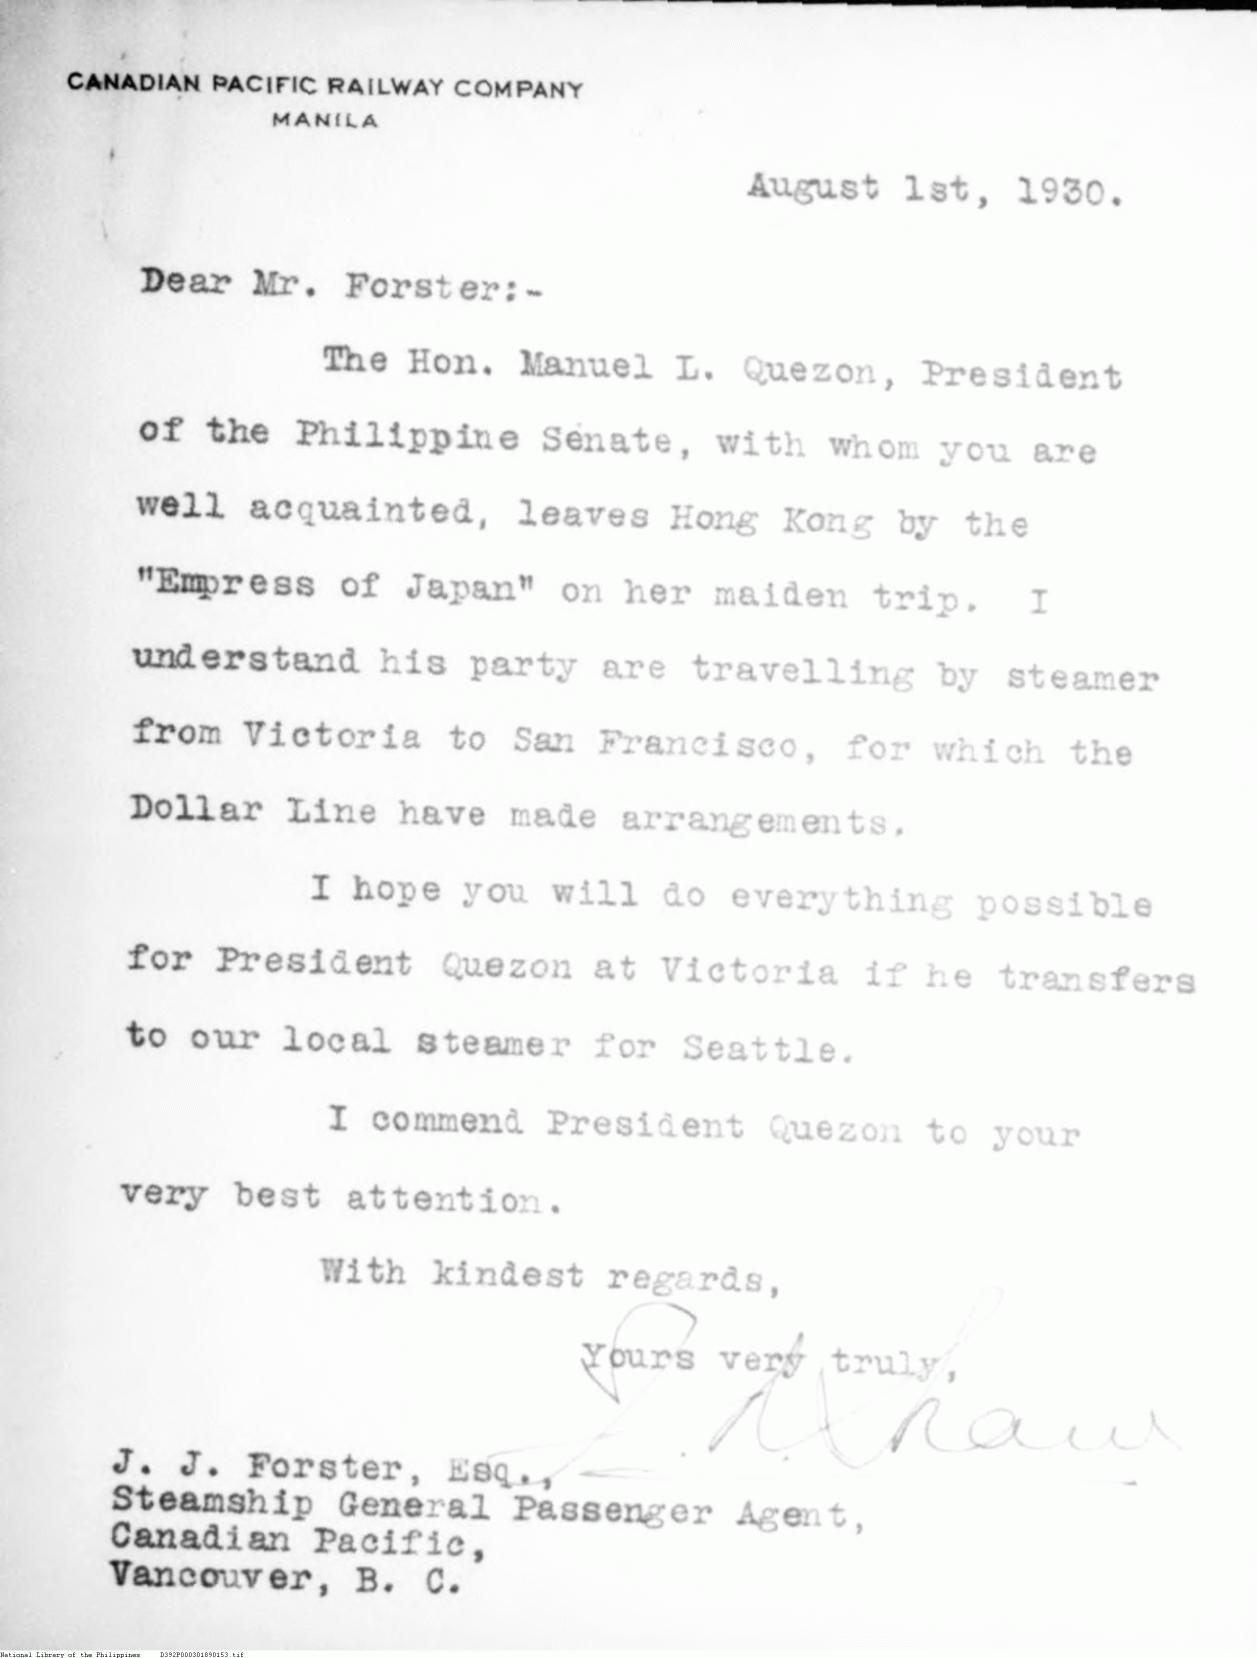 CANADIAN PACIFIC RAILWAY COMPANY
MANILA
August 1st, 1930.
Dear Mr. Forster:-
The Hon. Manuel L. Quezon, President
of the Philippine Senate, with whom you are
well acquainted, leaves Hong Kong by the
"Empress of Japan" on her maiden trip. I
understand his party are travelling by steamer
from Victoria to San Francisco, for which the
Dollar Line have made arrangements.
I hope you will do everything possible
for President Quezon at Victoria if he transfers
to our local steamer for Seattle.
I commend President Quezon to your
very best attention.
With kindest regards,
Yours very truly,
J. J. Forster, Esq.,
Steamship General Passenger Agent,
Canadian Pacific,
Vancouver, B. C.
National Library of the Philippines D392P000301890153.tif